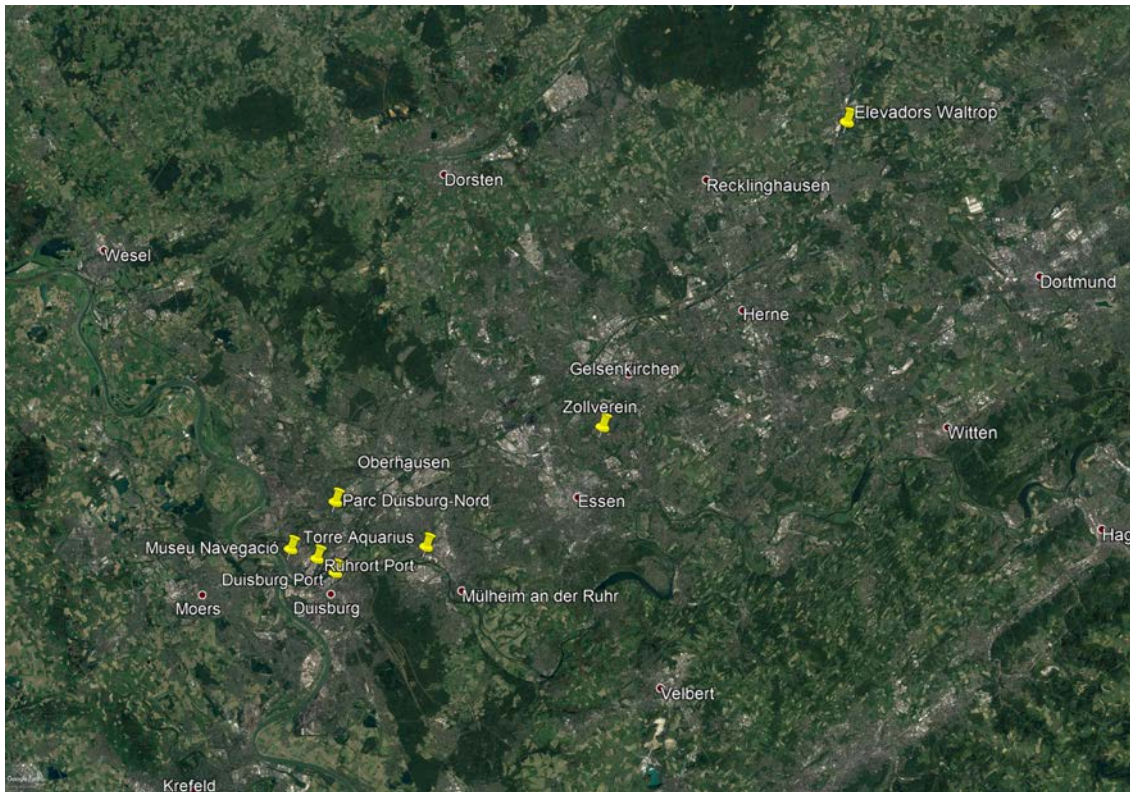 Elevadors Waltrop
Dorsten
Recklinghausen
Wesel
Dortmund
Herne
Gelsenkirchen
Zollverein
Witten
Oberhausen
Parc Duisburg-Nord
Essen
Hag
Torre Aquarius
Museu Navegació
Ruhrort Port
Duisburg Port
Moers
Duisburg
Mülheim an der Ruhr
Velbert
Krefeld